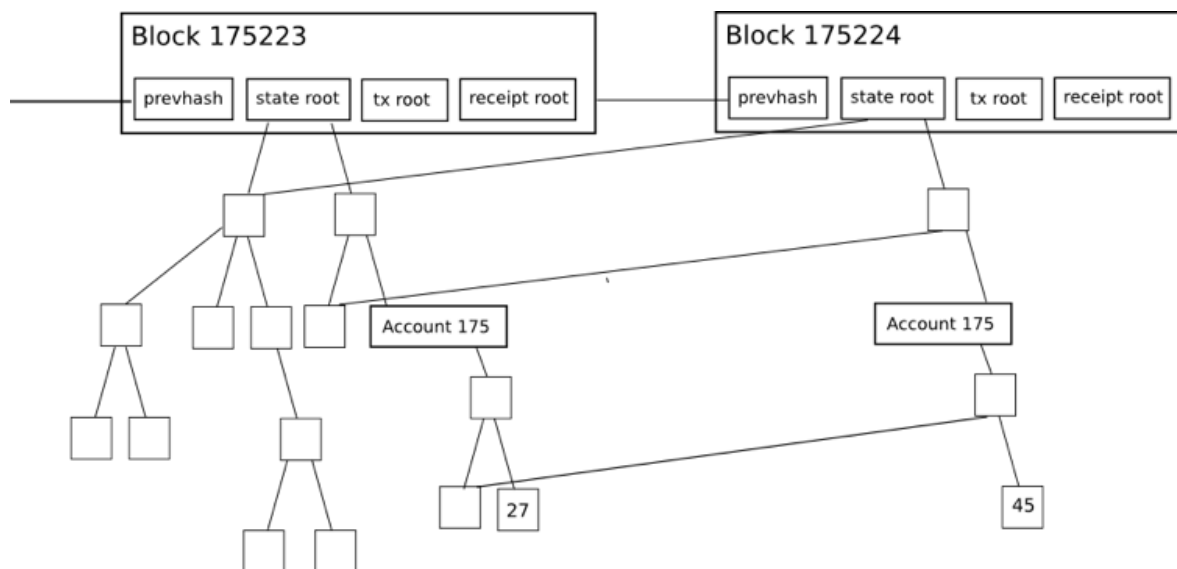 Block 175223
prevhash
state root
tx root
receipt root
Block 175224
prevhash
state root
tx root
receipt root
Account 175
27
Account 175
45